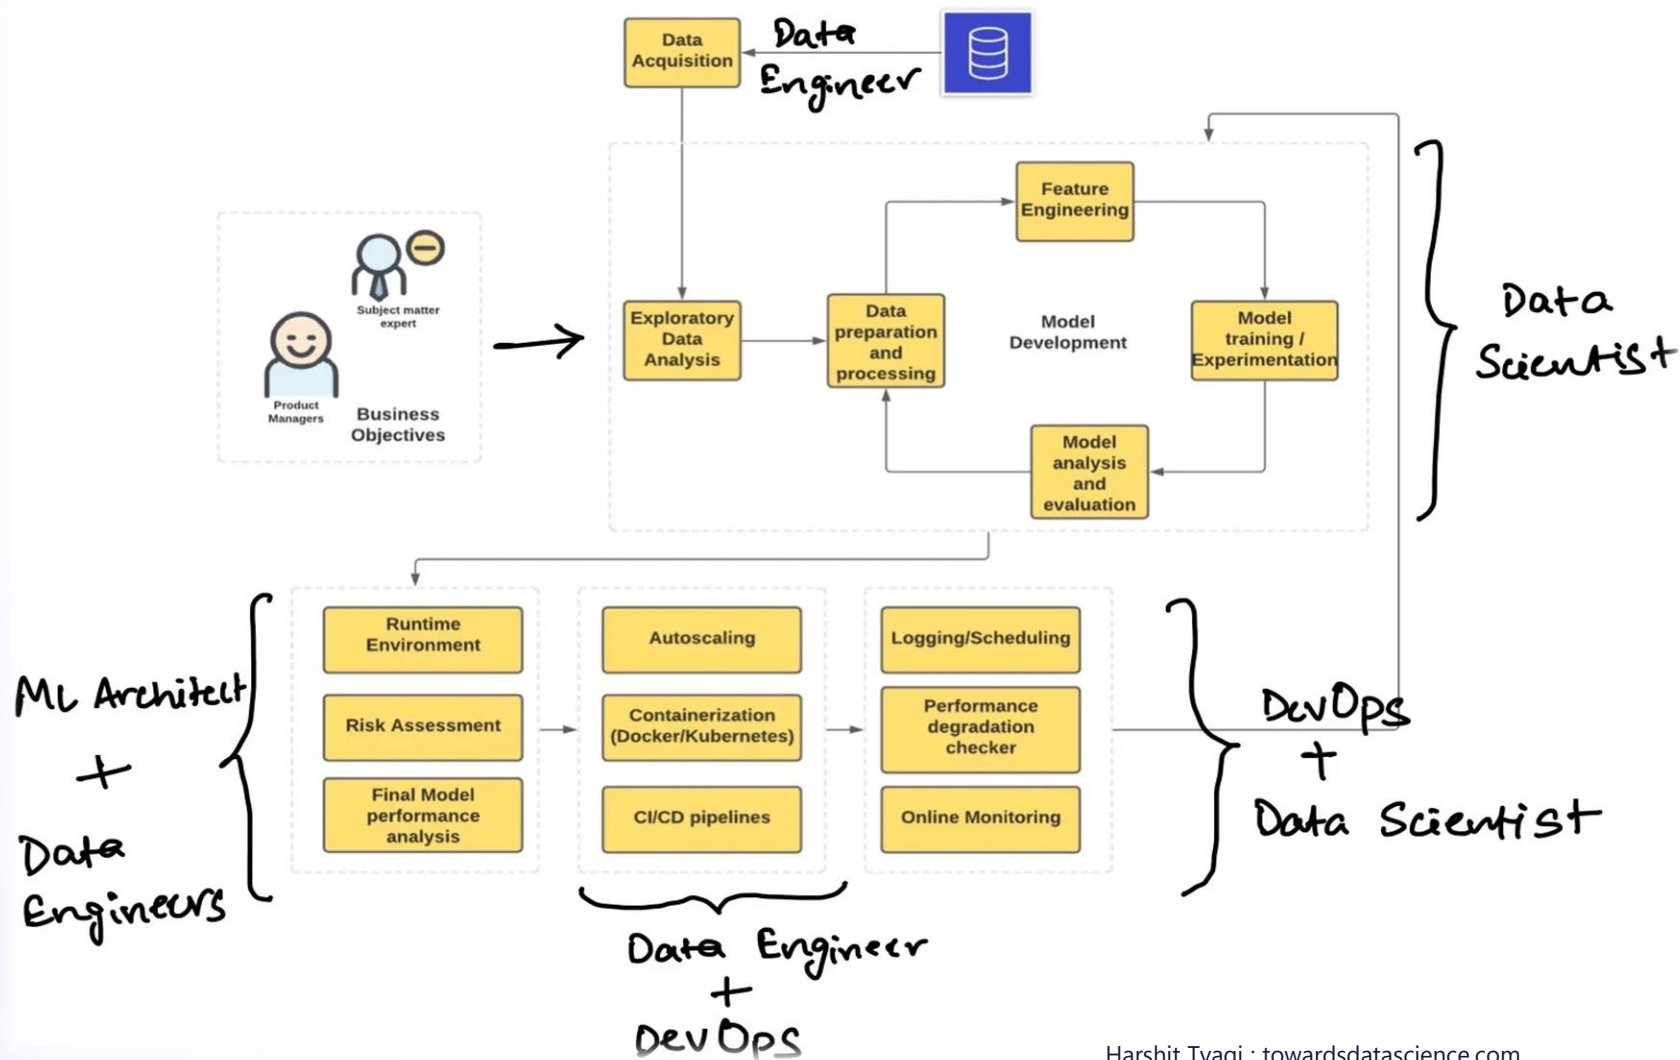 Data
Acquisition
Data
Engineer
Feature
Engineering
Subject matter
expert
Product
Managers
Business
Objectives
Exploratory
Data
Analysis
Data
preparation
and
processing
Model
Development
Model
training /
Experimentation
Model
analysis
and
evaluation
Data
Scientist
ML Architect
+
Data
Engineers
Runtime
Environment
Risk Assessment
Final Model
performance
analysis
Autoscaling
Containerization
(Docker/Kubernetes)
CI/CD pipelines
Logging/Scheduling
Performance
degradation
checker
Online Monitoring
DevOps
+
Data Scientist
Data Engineer
+
DevOps
Harshit Tyagi : towardsdatascience.com